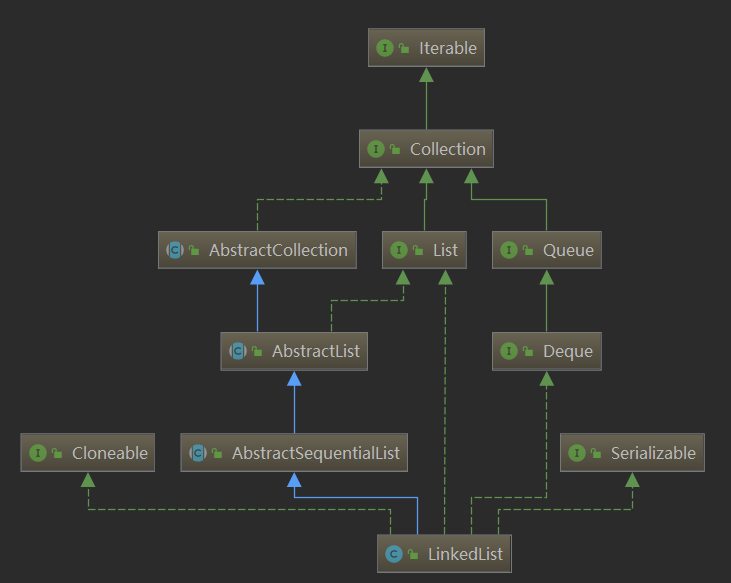 I Iterable
I Collection
C AbstractCollection
I List
I Queue
C AbstractList
I Deque
I Cloneable
C AbstractSequentialList
I Serializable
C LinkedList